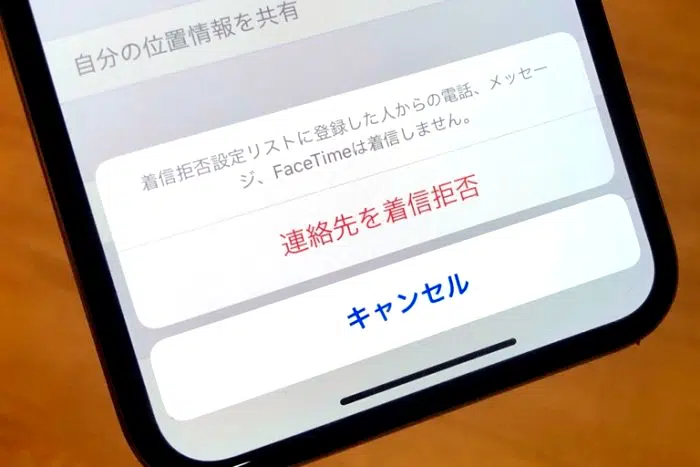 自分の位置情報を共有
着信拒否設定リストに登録した人からの電話、メッセー
ジ、FaceTimeは着信しません。
連絡先を着信拒否
キャンセル